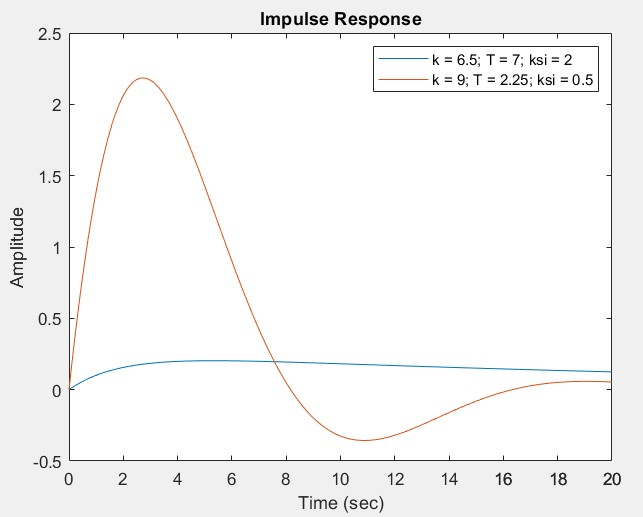 Impulse Response
k = 6.5; T = 7; ksi = 2
k = 9; T = 2.25; ksi = 0.5
Amplitude
2.5
2
1.5
1
0.5
0
-0.5
0 2 4 6 8 10 12 14 16 18 20
Time (sec)